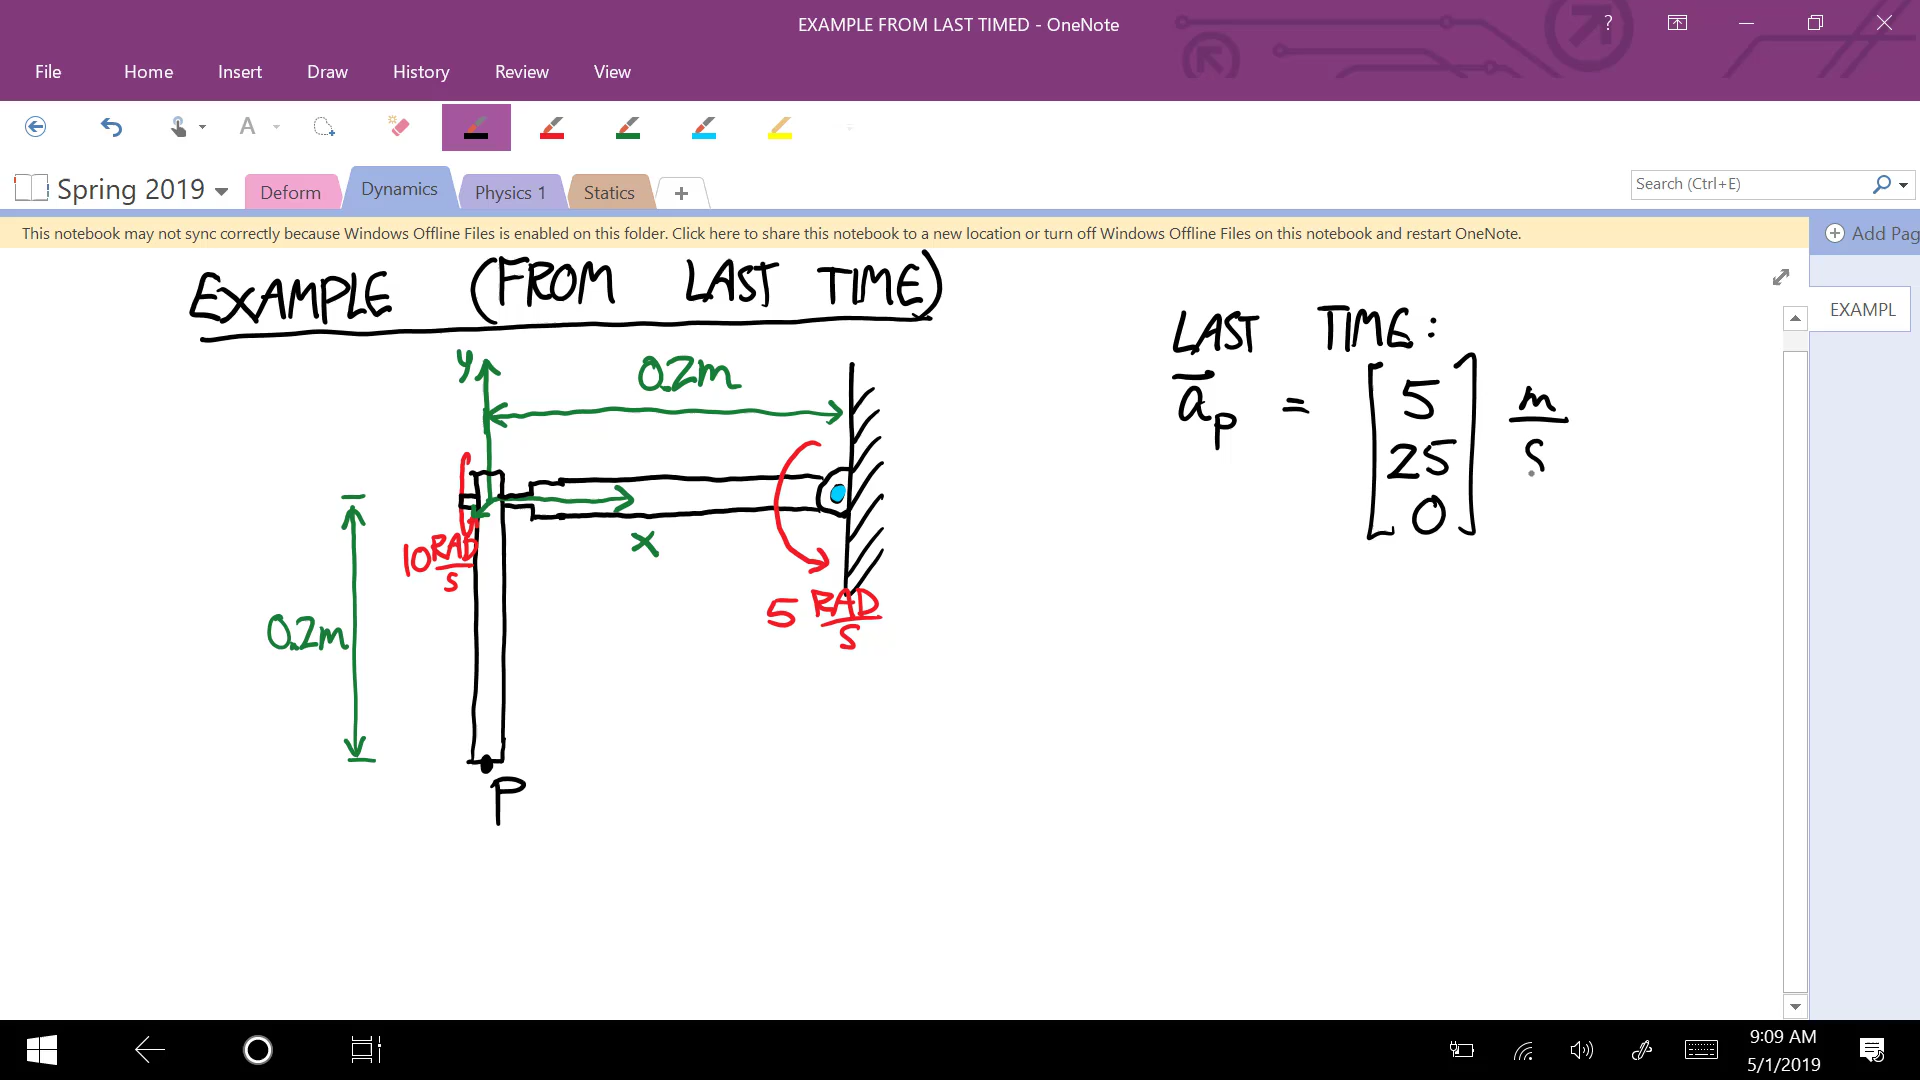 EXAMPLE FROM LAST TIMED - OneNote
?
File Home Insert Draw History Review View
A
Spring 2019 Deform Dynamics Physics 1 Statics +
Search (Ctrl+E)
This notebook may not sync correctly because Windows Offline Files is enabled on this folder. Click here to share this notebook to a new location or turn off Windows Offline Files on this notebook and restart OneNote.
Add Pag
EXAMPL
EXAMPLE (FROM LAST TIME)
y
0.2m
x
10 RAD/S
0.2m
5 RAD/S
P
LAST TIME:
a̅P = [5 25 0] m/s
9:09 AM
5/1/2019